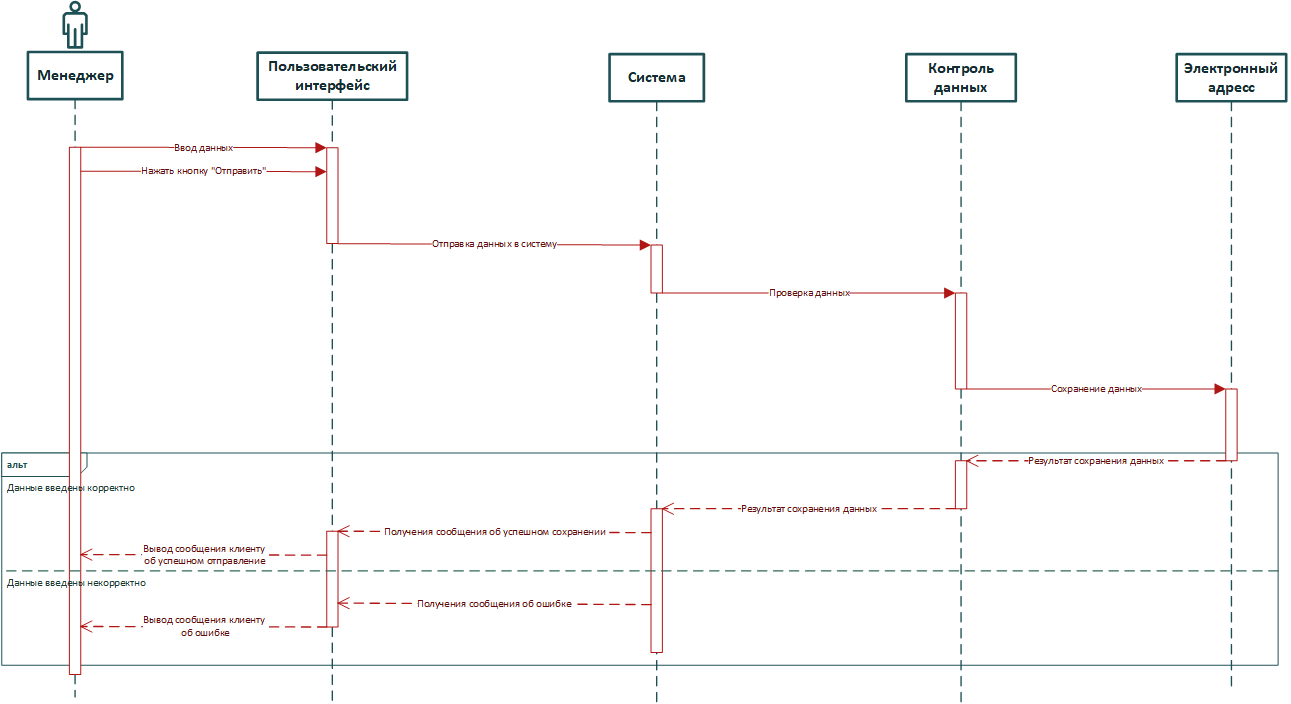 Менеджер
Пользовательский
интерфейс
Система
Контроль
данных
Электронный
адресс
Ввод данных
Нажать кнопку "Отправить"
Отправка данных в систему
Проверка данных
Сохранение данных
альт
Результат сохранения данных
Данные введены корректно
Результат сохранения данных
Получения сообщения об успешном сохранении
Вывод сообщения клиенту
об успешном отправление
Данные введены некорректно
Получения сообщения об ошибке
Вывод сообщения клиенту
об ошибке